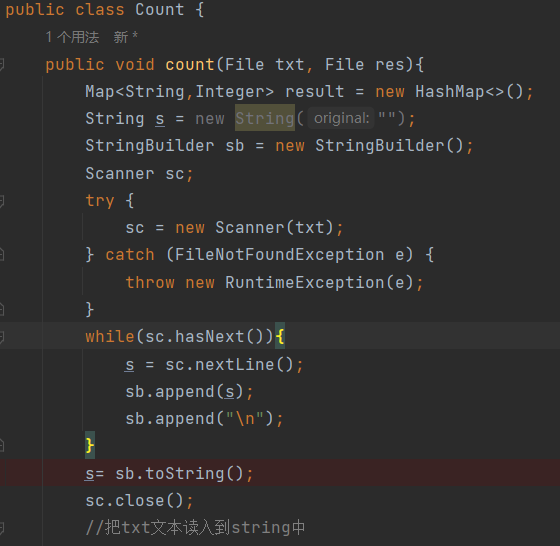 public class Count {
1 个用法 新 *
public void count(File txt, File res){
Map<String,Integer> result = new HashMap<>();
String s = new String( original: "");
StringBuilder sb = new StringBuilder();
Scanner sc;
try {
sc = new Scanner(txt);
} catch (FileNotFoundException e) {
throw new RuntimeException(e);
}
while(sc.hasNext()){
s = sc.nextLine();
sb.append(s);
sb.append("\n");
}
s= sb.toString();
sc.close();
//把txt文本读入到string中